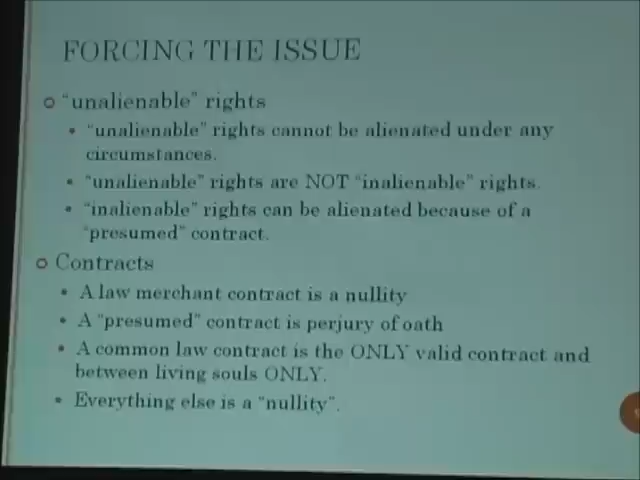 FORCING THE ISSUE
"unalienable" rights
"unalienable" rights cannot be alienated under any
circumstances.
"unalienable" rights are NOT "inalienable" rights.
"inalienable" rights can be alienated because of a
"presumed" contract.
Contracts
A law merchant contract is a nullity
A "presumed" contract is perjury of oath
A common law contract is the ONLY valid contract and
between living souls ONLY.
Everything else is a "nullity".